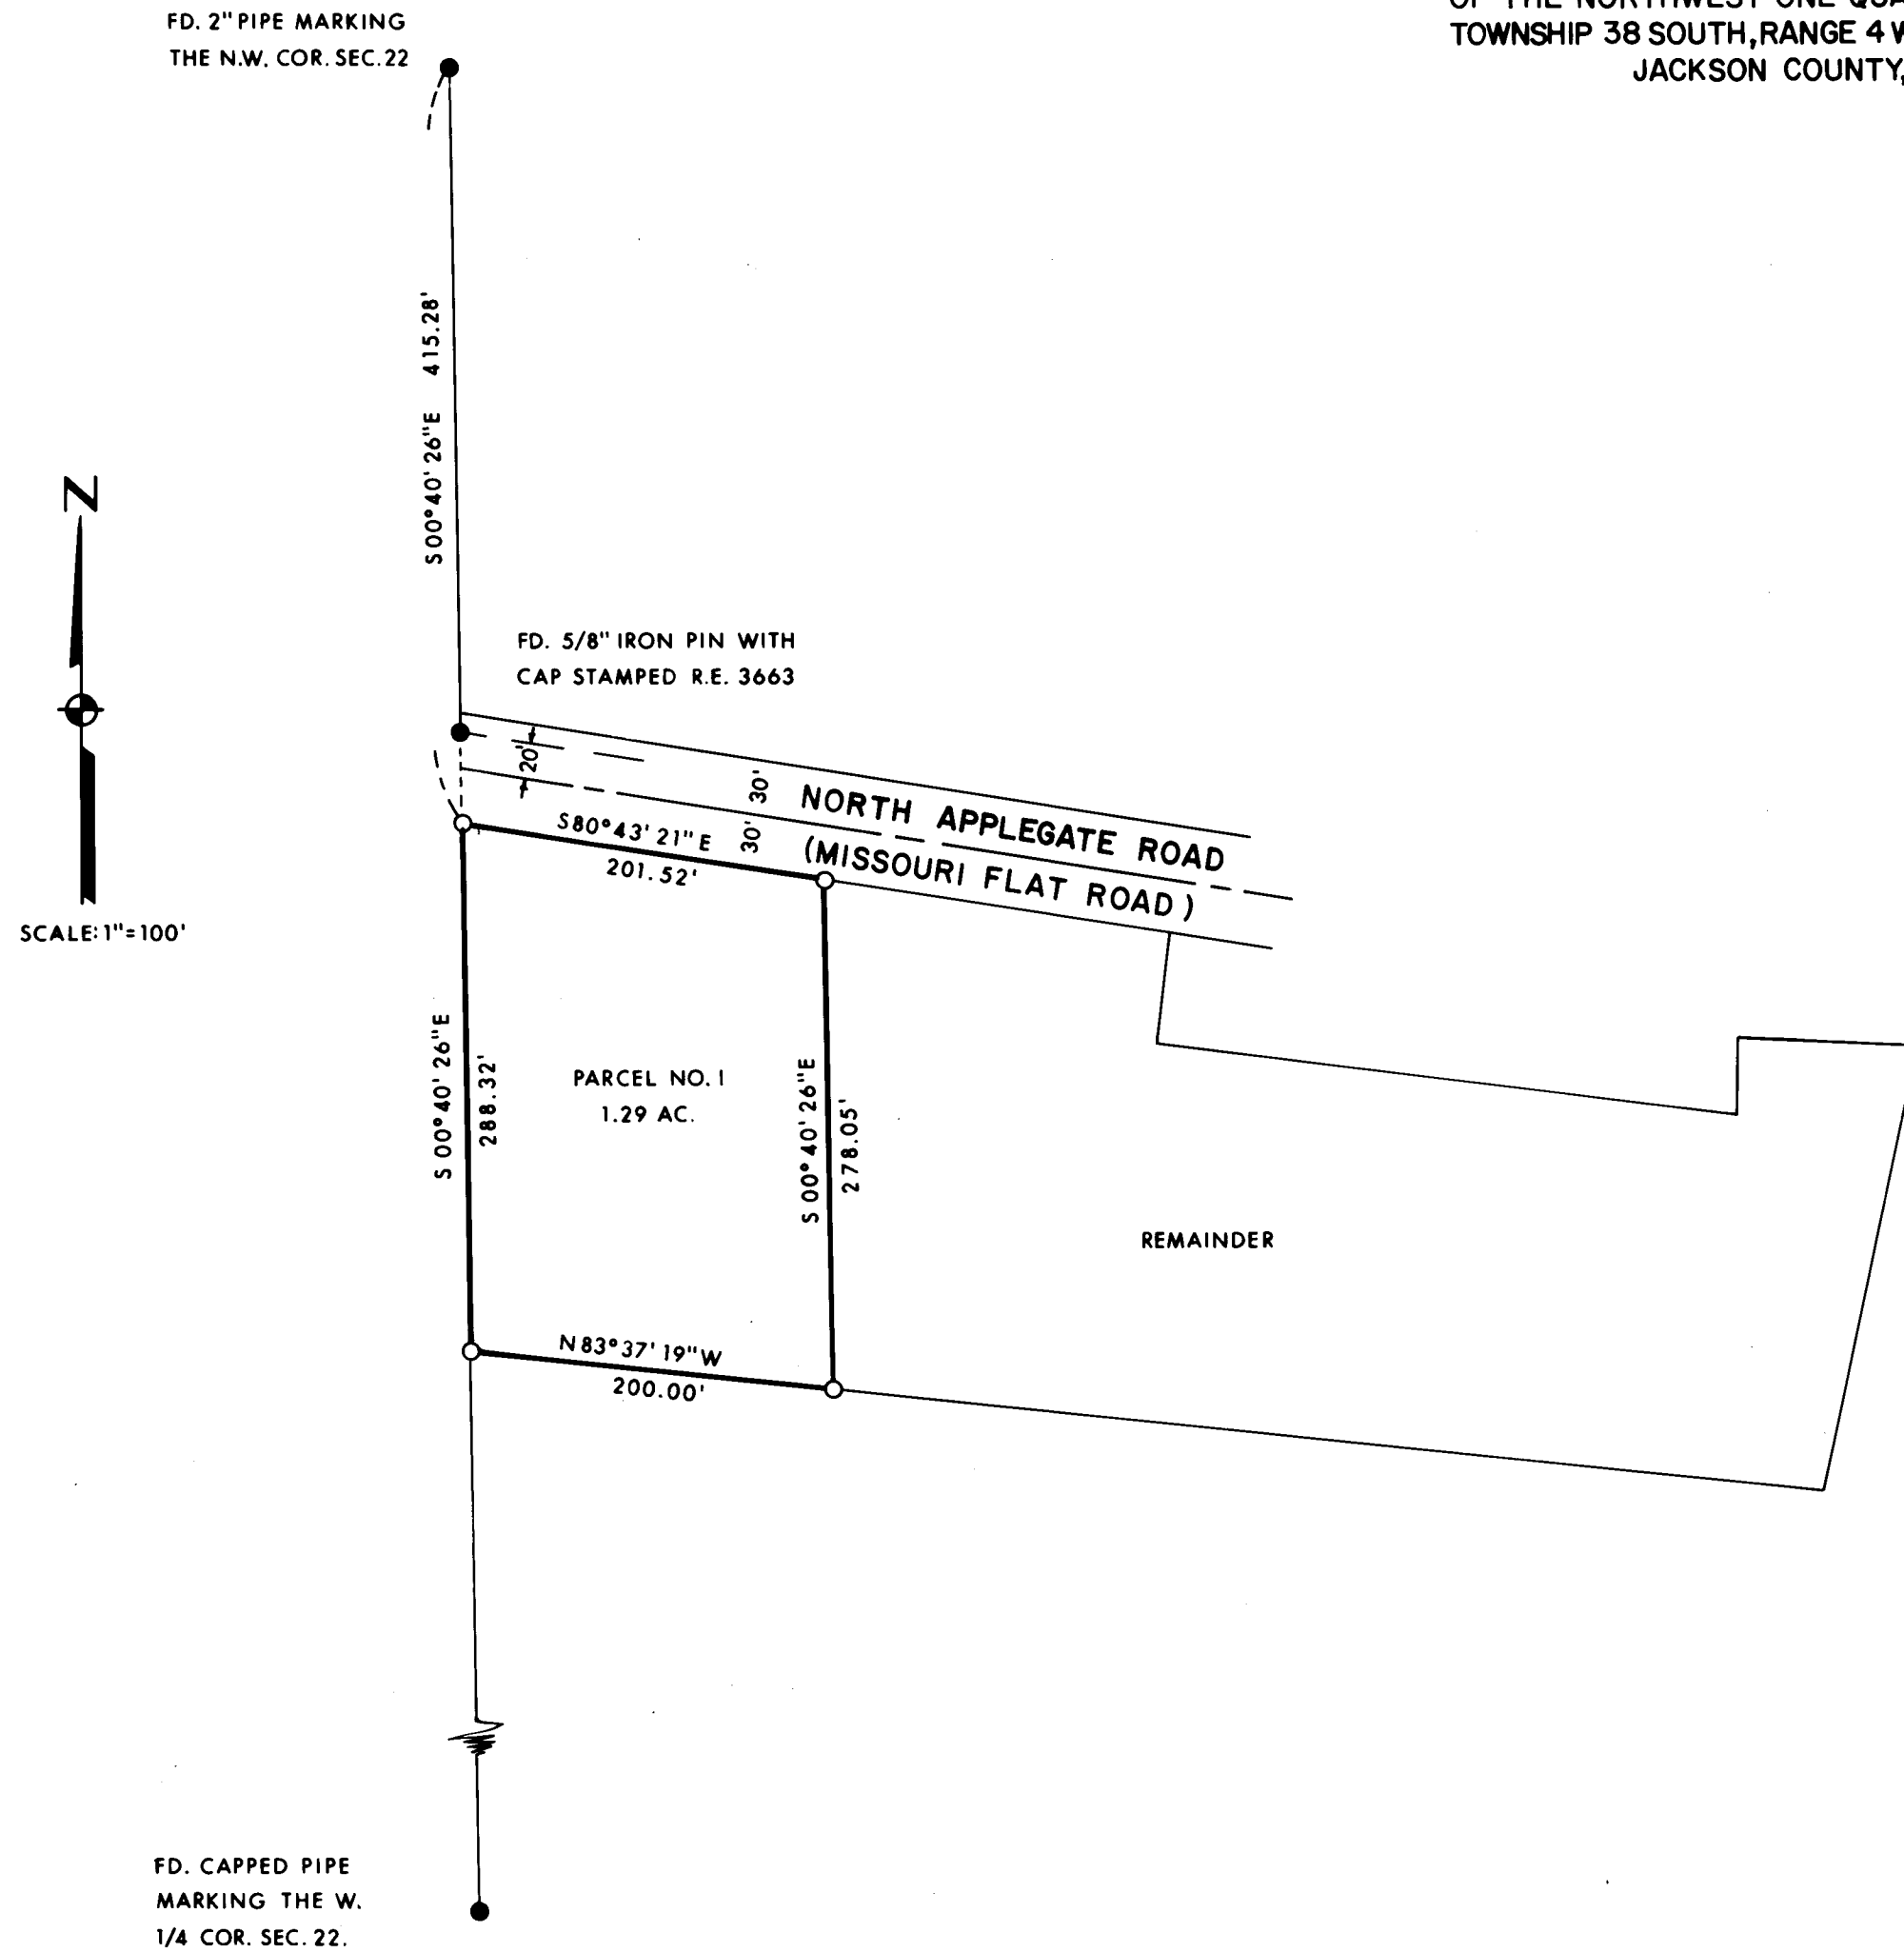 FD. 2" PIPE MARKING
THE N.W. COR. SEC. 22
TOWNSHIP 38 SOUTH, RANGE 4 W
JACKSON COUNTY,
S00°40'26"E 415.28'
N
SCALE: 1"=100'
FD. 5/8" IRON PIN WITH
CAP STAMPED R.E. 3663
20'
30'
30'
NORTH APPLEGATE ROAD
(MISSOURI FLAT ROAD)
S80°43'21"E
201.52'
S00°40'26"E
288.32'
PARCEL NO. 1
1.29 AC.
S00°40'26"E
278.05'
REMAINDER
N83°37'19"W
200.00'
FD. CAPPED PIPE
MARKING THE W.
1/4 COR. SEC. 22.